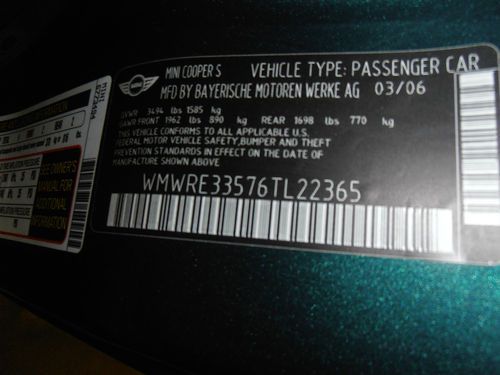 MINI COOPER S VEHICLE TYPE: PASSENGER CAR
MFD BY BAYERISCHE MOTOREN WERKE AG 03/06
GVWR 3494 lbs 1585 kg
GAWR FRONT 1962 lbs 890 kg REAR 1698 lbs 770 kg
THIS VEHICLE CONFORMS TO ALL APPLICABLE U.S.
FEDERAL MOTOR VEHICLE SAFETY, BUMPER AND THEFT
PREVENTION STANDARDS IN EFFECT ON THE DATE OF
MANUFACTURE SHOWN ABOVE.
WMWRE33576TL22365
SEE OWNER'S
MANUAL FOR
ADDITIONAL
INFORMATION